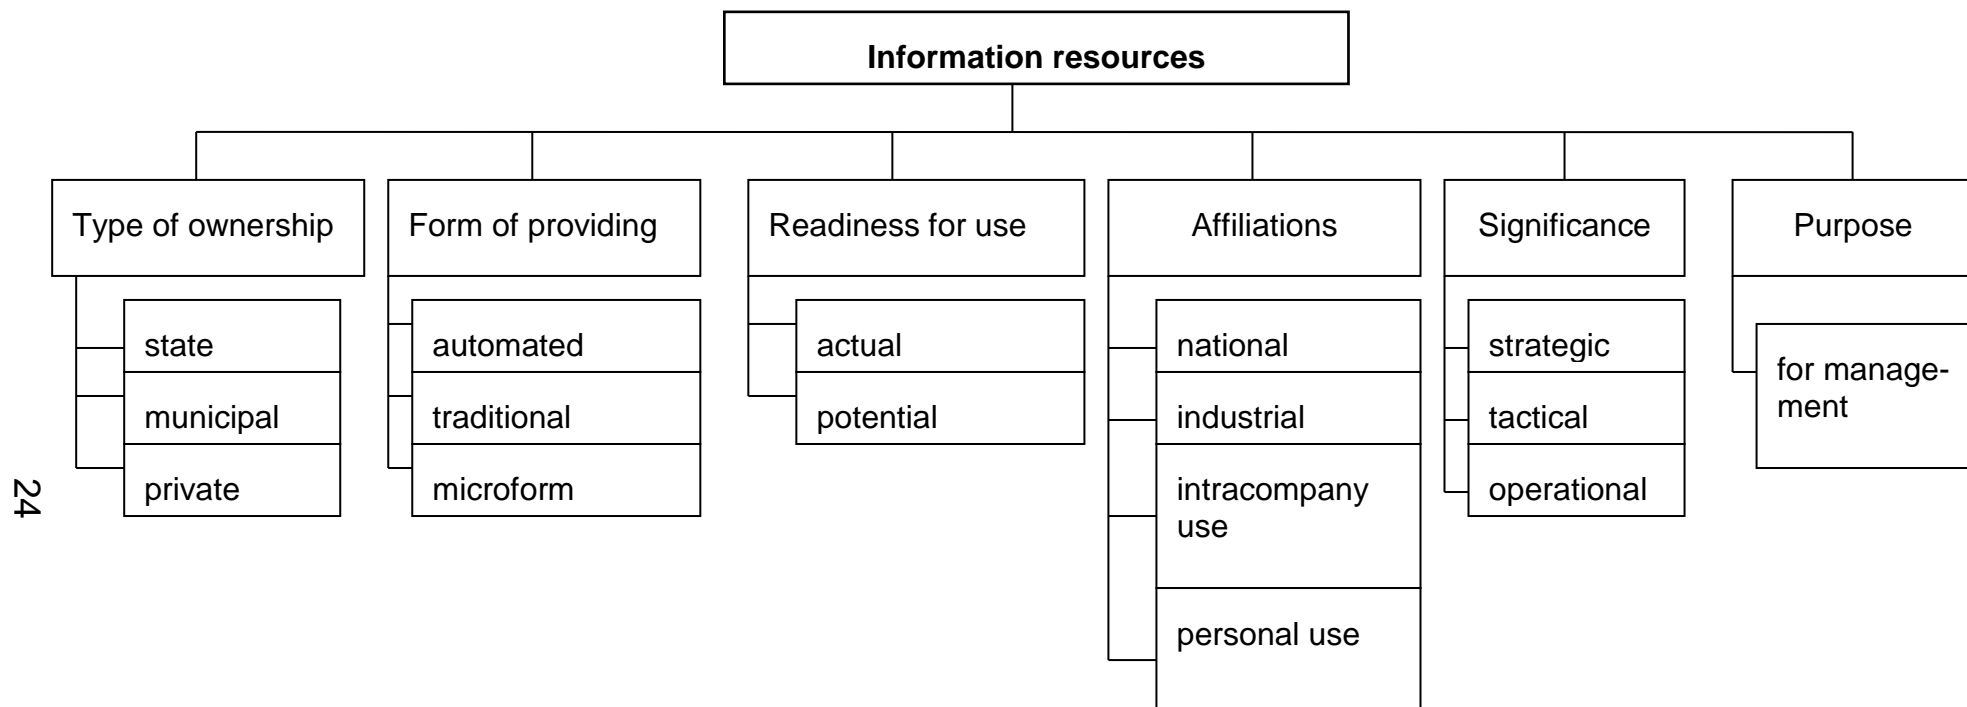 Information resources
Type of ownership
state
municipal
private
Form of providing
automated
traditional
microform
Readiness for use
actual
potential
Affiliations
national
industrial
intracompany
use
personal use
Significance
strategic
tactical
operational
Purpose
for manage-
ment
24